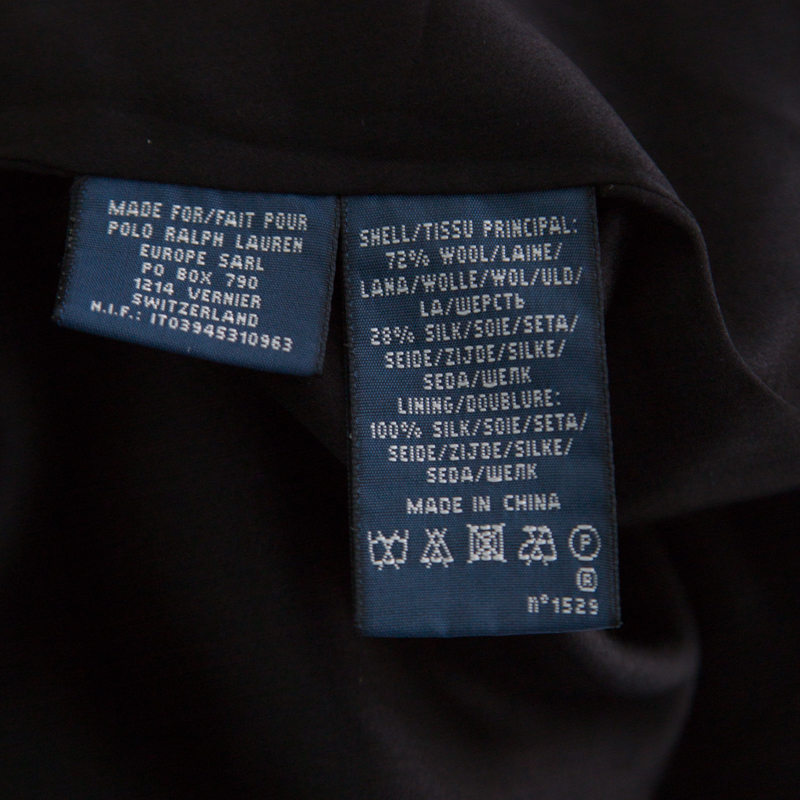 MADE FOR/FAIT POUR
POLO RALPH LAUREN
EUROPE SARL
PO BOX 790
1214 VERNIER
SWITZERLAND
N.I.F.: IT03945310963
SHELL/TISSU PRINCIPAL:
72% WOOL/LAINE/
LANA/WOLLE/WOL/ULD/
LA/ШЕРСТЬ
28% SILK/SOIE/SETA/
SEIDE/ZIJDE/SILKE/
SEDA/ШЕЛК
LINING/DOUBLURE:
100% SILK/SOIE/SETA/
SEIDE/ZIJDE/SILKE/
SEDA/ШЕЛК
MADE IN CHINA
P
®
n°1529